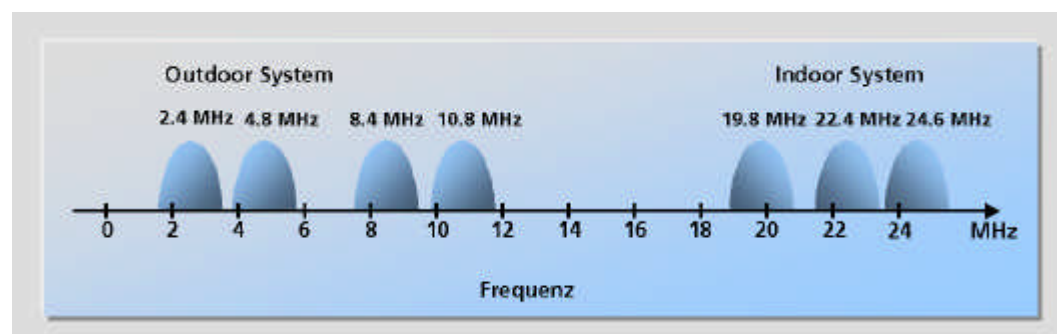 Outdoor System Indoor System
2.4 MHz 4.8 MHz 8.4 MHz 10.8 MHz 19.8 MHz 22.4 MHz 24.6 MHz
0 2 4 6 8 10 12 14 16 18 20 22 24 MHz
Frequenz